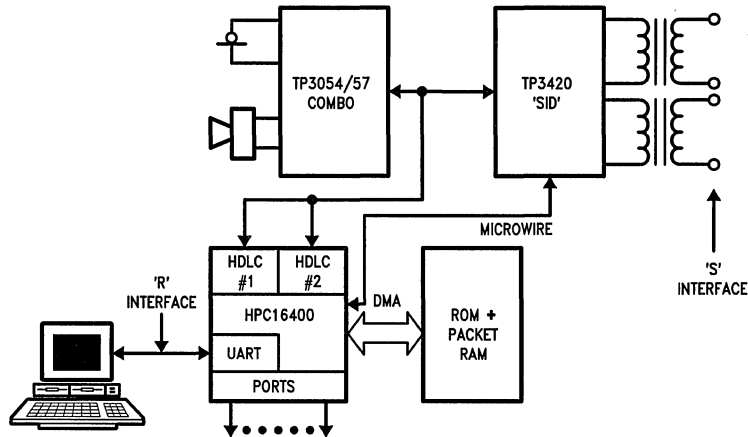 TP3054/57
COMBO
TP3420
'SID'
MICROWIRE
'S'
INTERFACE
HDLC
#1
HDLC
#2
'R'
INTERFACE
HPC16400
DMA
ROM +
PACKET
RAM
UART
PORTS